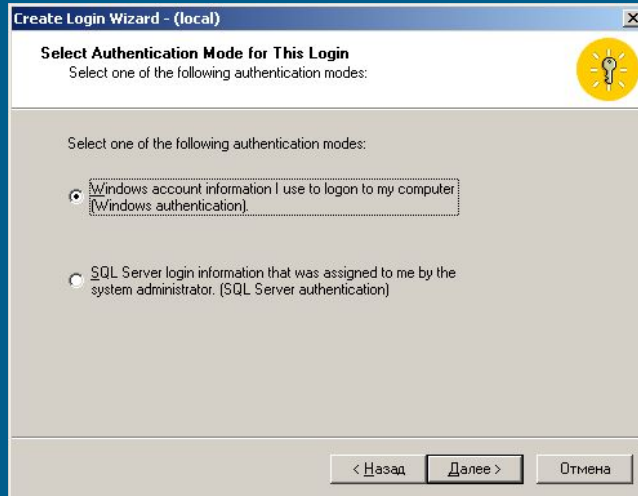 Create Login Wizard - (local)
Select Authentication Mode for This Login
Select one of the following authentication modes:
Select one of the following authentication modes:
Windows account information I use to logon to my computer
(Windows authentication).
SQL Server login information that was assigned to me by the
system administrator. (SQL Server authentication)
< Назад Далее > Отмена